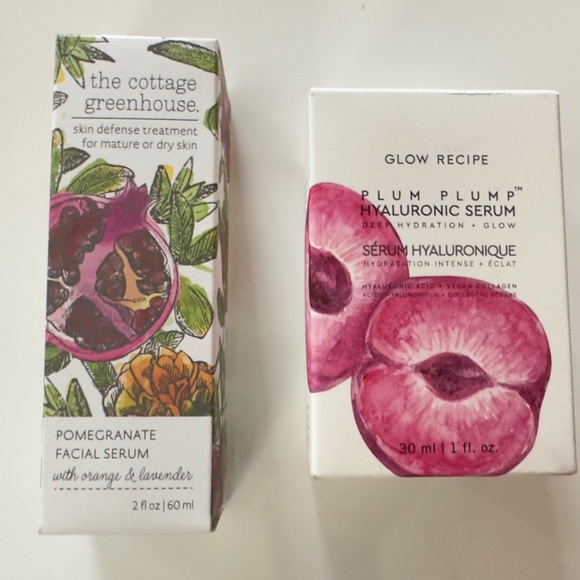 the cottage
greenhouse.
skin defense treatment
for mature or dry skin
POMEGRANATE
FACIAL SERUM
with orange & lavender
2 fl oz | 60 ml
GLOW RECIPE
PLUM PLUMP™
HYALURONIC SERUM
DEEP HYDRATION + GLOW
SÉRUM HYALURONIQUE
HYDRATATION INTENSE + ÉCLAT
HYALURONIC ACID + VEGAN COLLAGEN
ACIDE HYALURONIQUE + COLLAGÈNE VÉGANE
30 ml | 1 fl. oz.